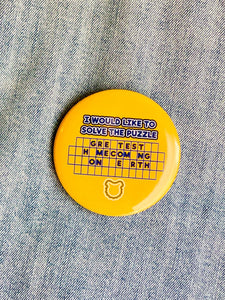 I WOULD LIKE TO
SOLVE THE PUZZLE
GRE TEST
H MECOM NG
ON E RTH